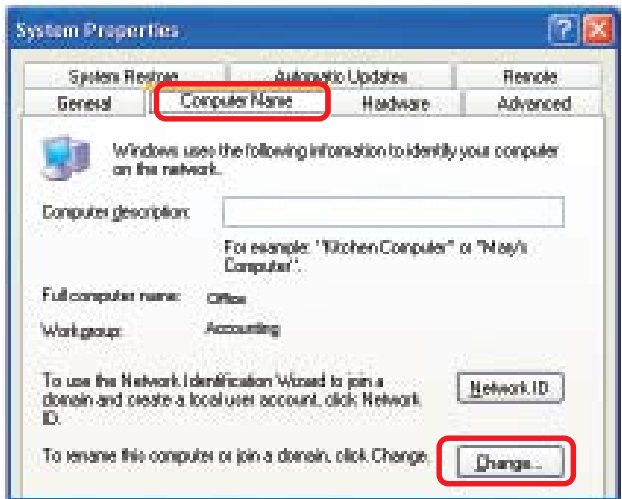 System Properties
System Restore Automatic Updates Remote
General Computer Name Hardware Advanced
Windows uses the following information to identify your computer
on the network.
Computer description:
For example: "Kitchen Computer" or "Mary's
Computer".
Full computer name: Office
Workgroup: Accounting
To use the Network Identification Wizard to join a
domain and create a local user account, click Network
ID.
Network ID
To rename this computer or join a domain, click Change.
Change...